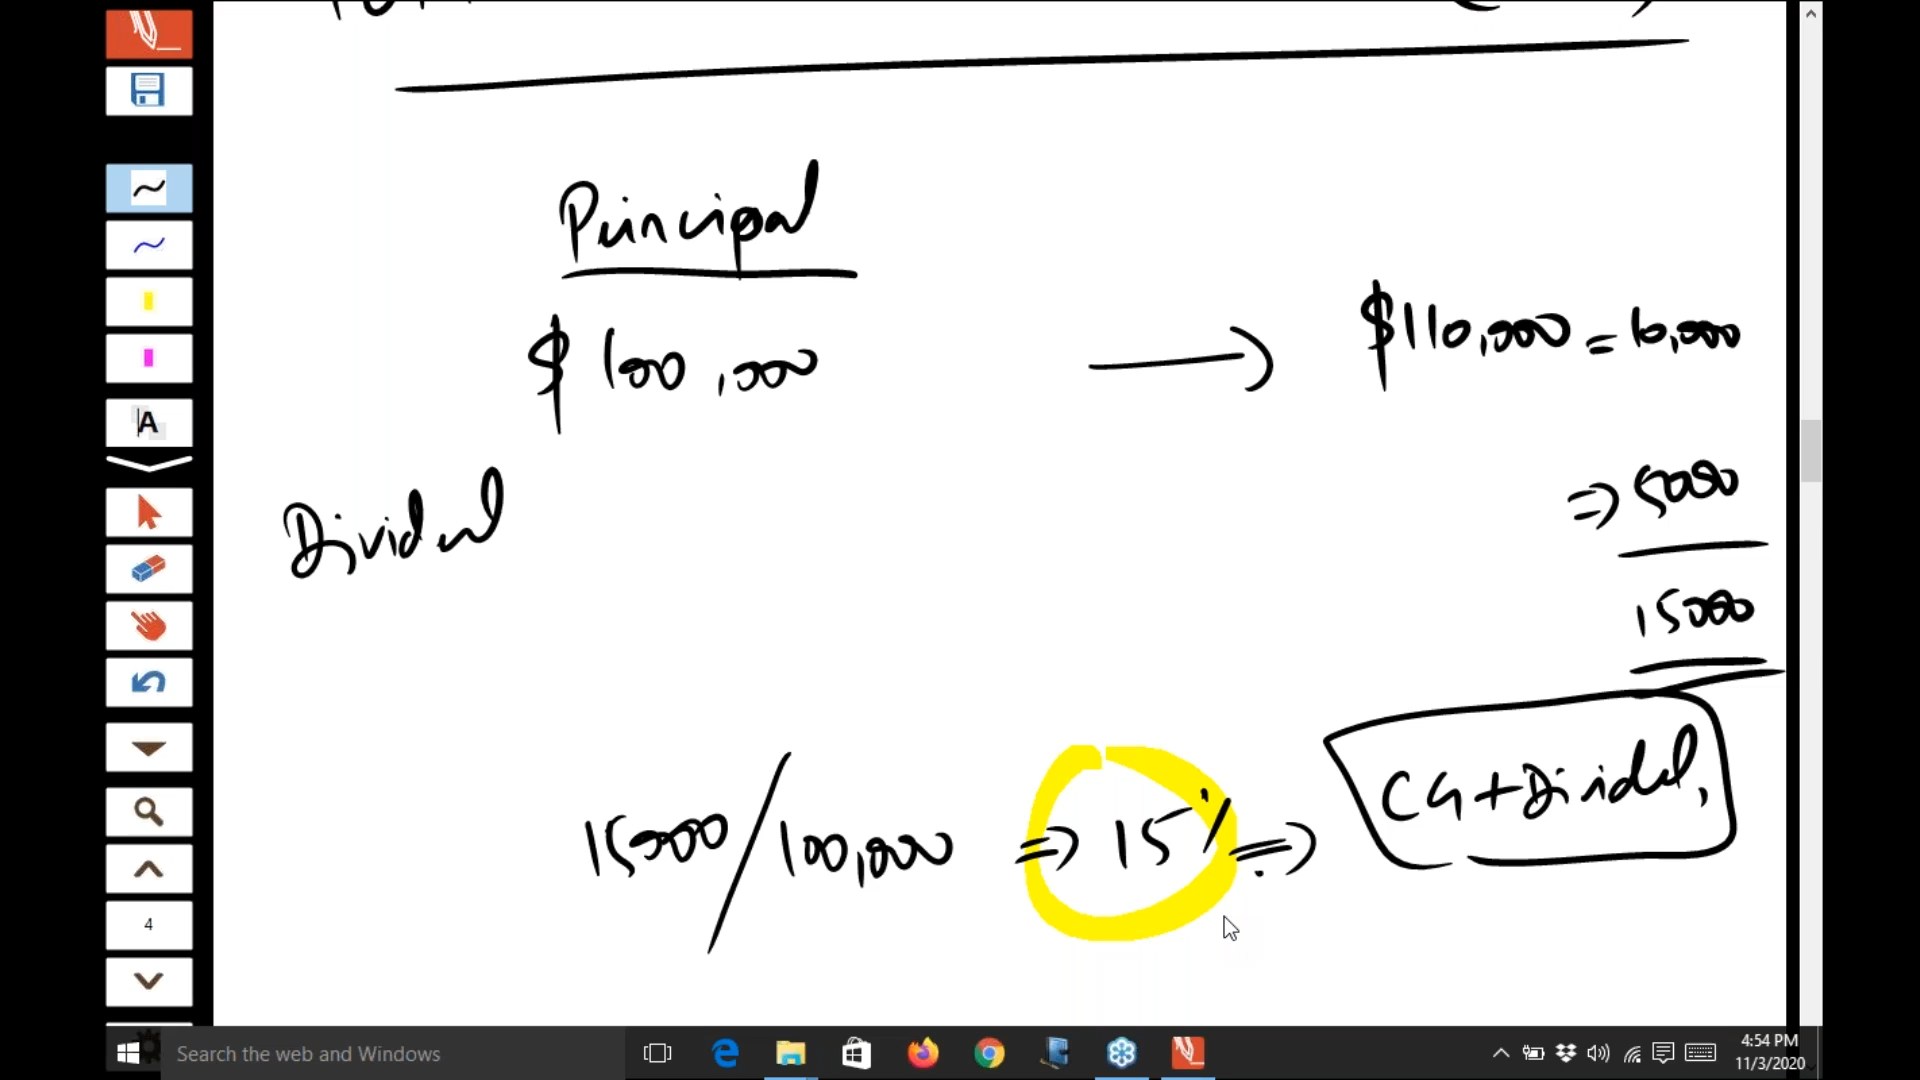 Principal
$ 100,000 → $110,000 = 10,000
Dividend
=> 5000
15000
15000/100,000 => 15% => CG+Dividend,
A
4
Search the web and Windows
4:54 PM
11/3/2020